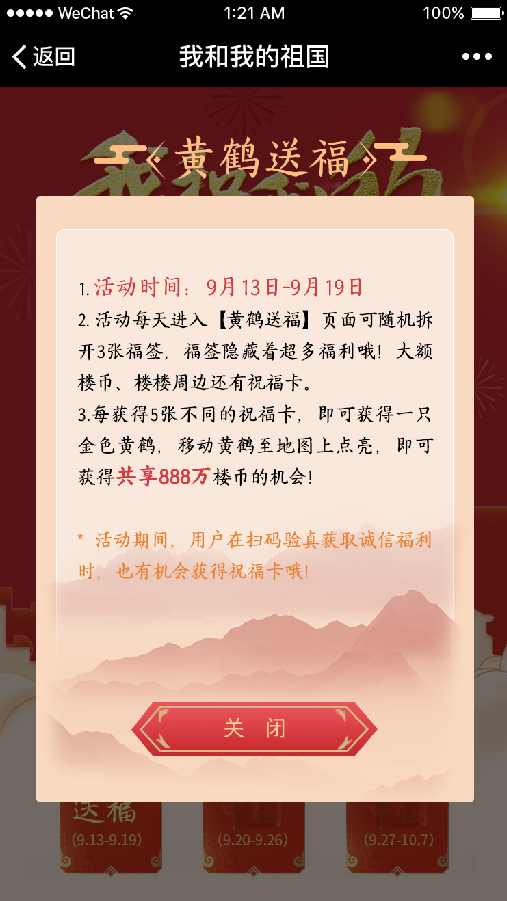 WeChat 1:21 AM 100%
返回 我和我的祖国
黄鹤送福
1.活动时间：9月13日-9月19日
2.活动每天进入【黄鹤送福】页面可随机拆
开3张福签，福签隐藏着超多福利哦！大额
楼币、楼楼周边还有祝福卡。
3.每获得5张不同的祝福卡，即可获得一只
金色黄鹤，移动黄鹤至地图上点亮，即可
获得共享888万楼币的机会！
* 活动期间，用户在扫码验真获取诚信福利
时，也有机会获得祝福卡哦！
关 闭
送福
(9.13-9.19) (9.20-9.26) (9.27-10.7)